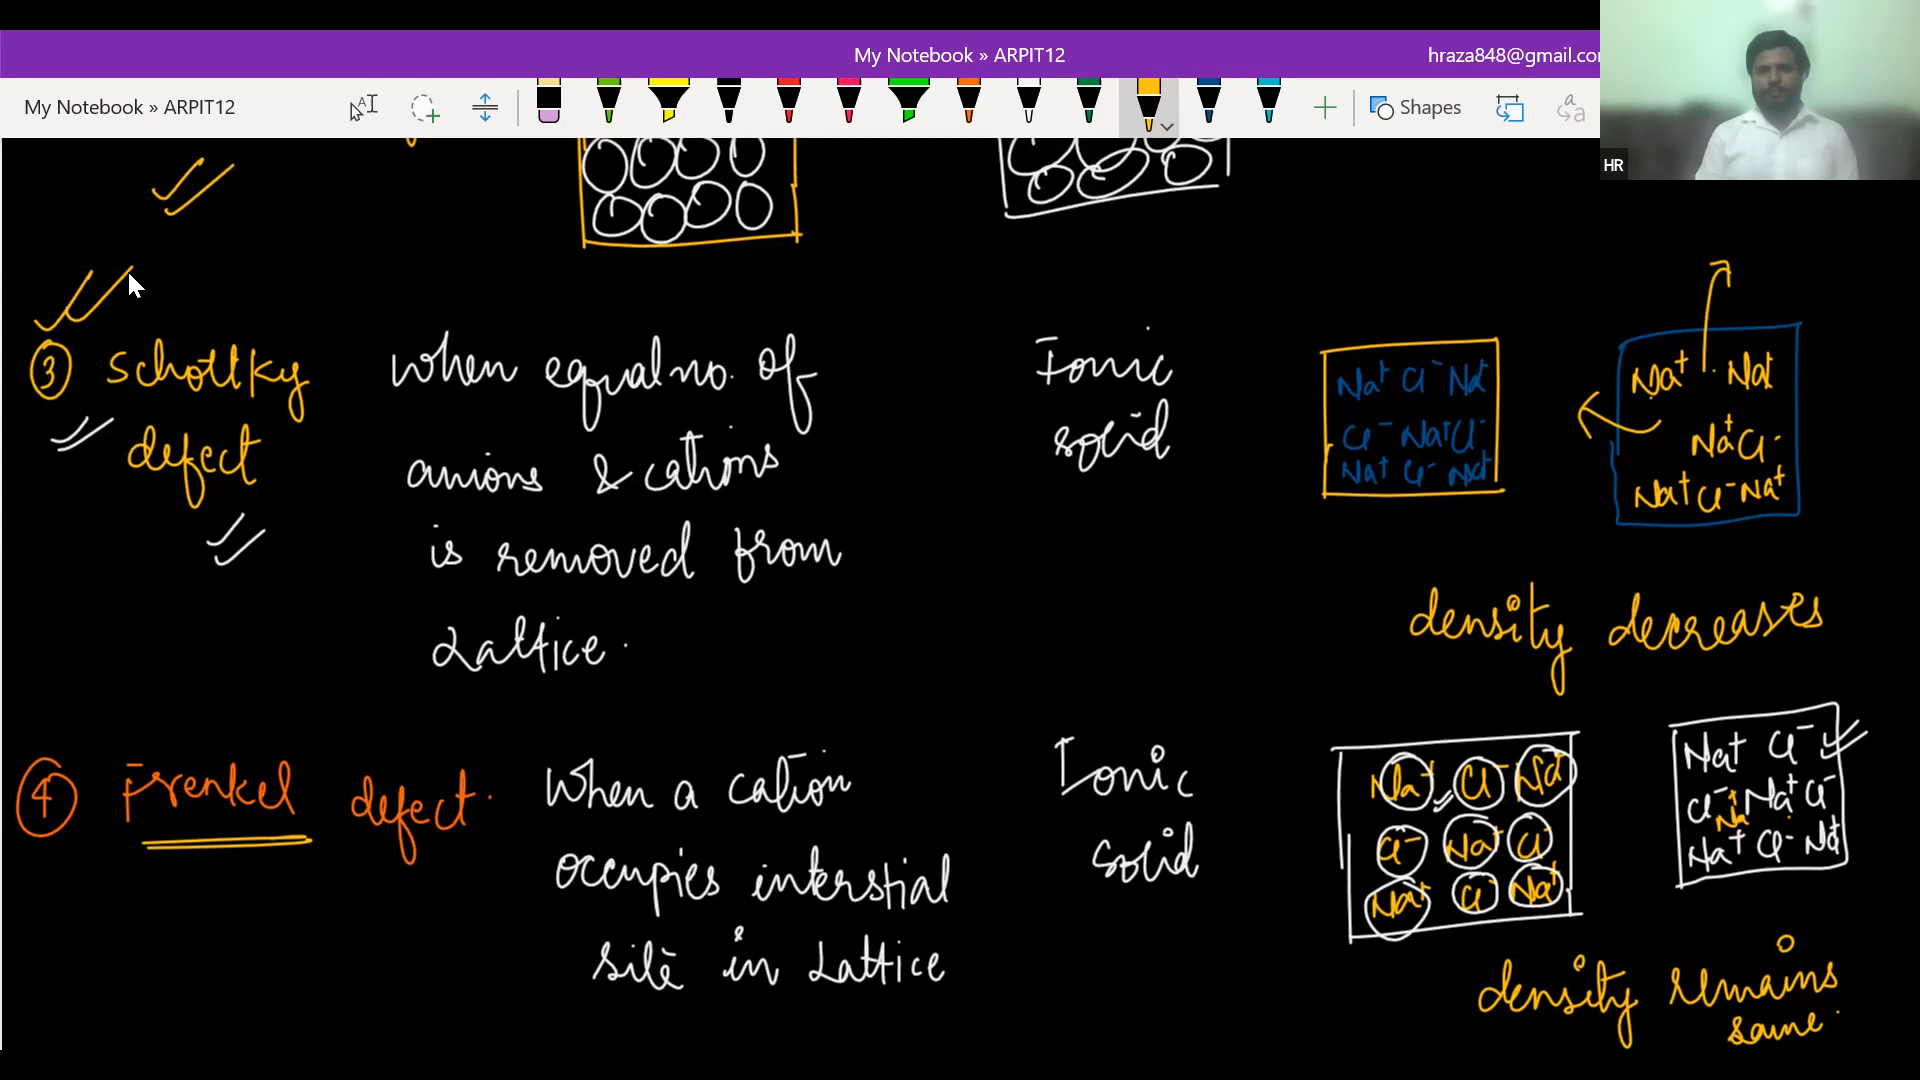 My Notebook » ARPIT12
hraza848@gmail.co
My Notebook » ARPIT12
Shapes
HR
③ Schottky
defect
When equal no. of
anions & cations
is removed from
Lattice.
Ionic
solid
Na⁺ Cl⁻ Na⁺
Cl⁻ Na⁺ Cl⁻
Na⁺ Cl⁻ Na⁺
Na⁺ Na⁺
Na⁺ Cl⁻
Na⁺ Cl⁻ Na⁺
density decreases
④ Frenkel defect.
When a cation
occupies interstial
site in Lattice
Ionic
solid
Na⁺ Cl⁻ Na⁺
Cl⁻ Na⁺ Cl⁻
Na⁺ Cl⁻ Na⁺
Na⁺ Cl⁻
Cl⁻ Na⁺ Na⁺ Cl⁻
Na⁺ Cl⁻ Na⁺
density remains
same.